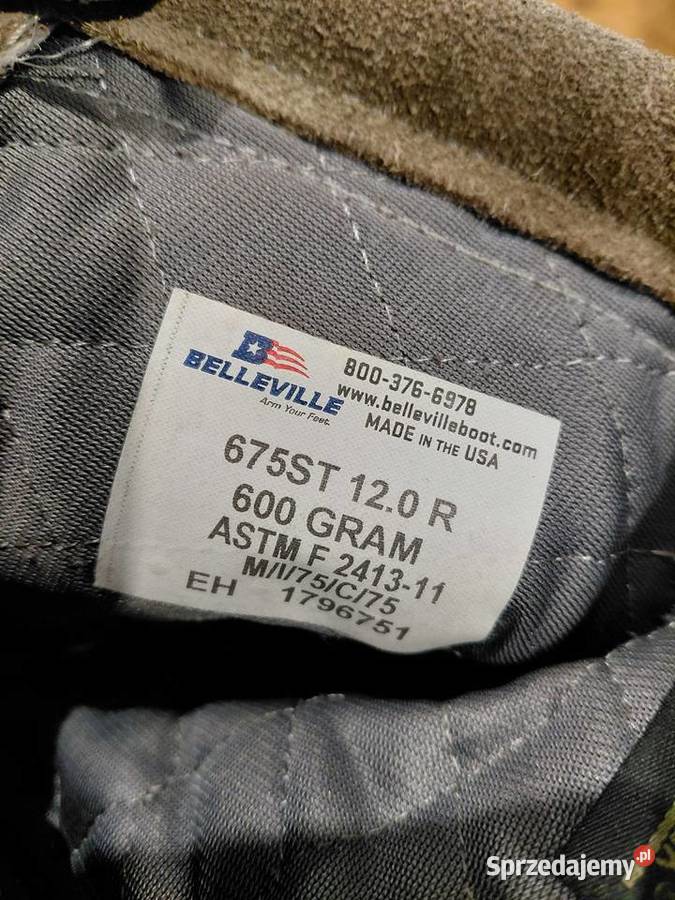 B
BELLEVILLE
Arm Your Feet.
800-376-6978
www.bellevilleboot.com
MADE IN THE USA
675ST 12.0 R
600 GRAM
ASTM F 2413-11
M/I/75/C/75
EH 1796751
Sprzedajemy.pl